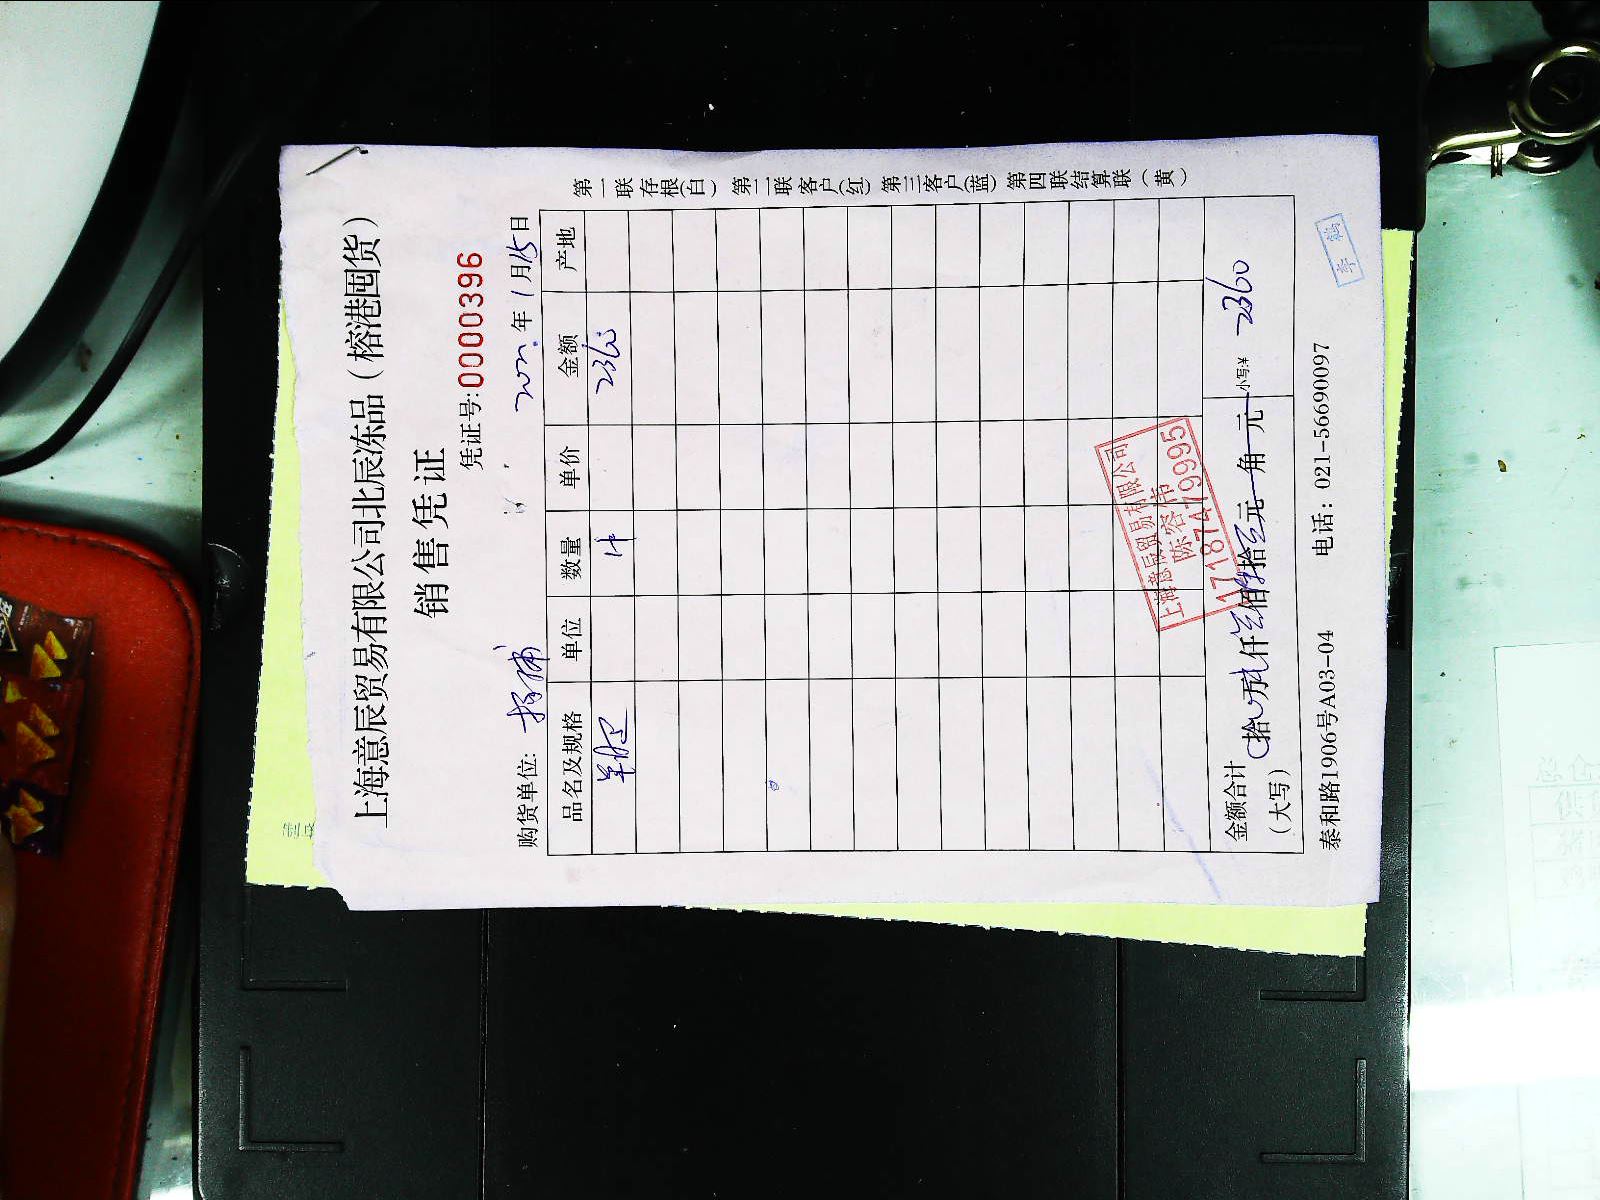 上海意辰贸易有限公司北辰冻品（榕港囤货）
销售凭证
凭证号:0000396
购货单位: 年1月15日
品名及规格 单位 数量 单价 金额 产地
2360
第一联存根(白) 第二联客户(红) 第三客户(蓝) 第四联结算联(黄)
上海意辰贸易有限公司
17187479995
金额合计
（大写）
拾 万 仟 佰 拾 元 角 元 小写:¥ 2360
泰和路1906号A03-04 电话: 021-56690097